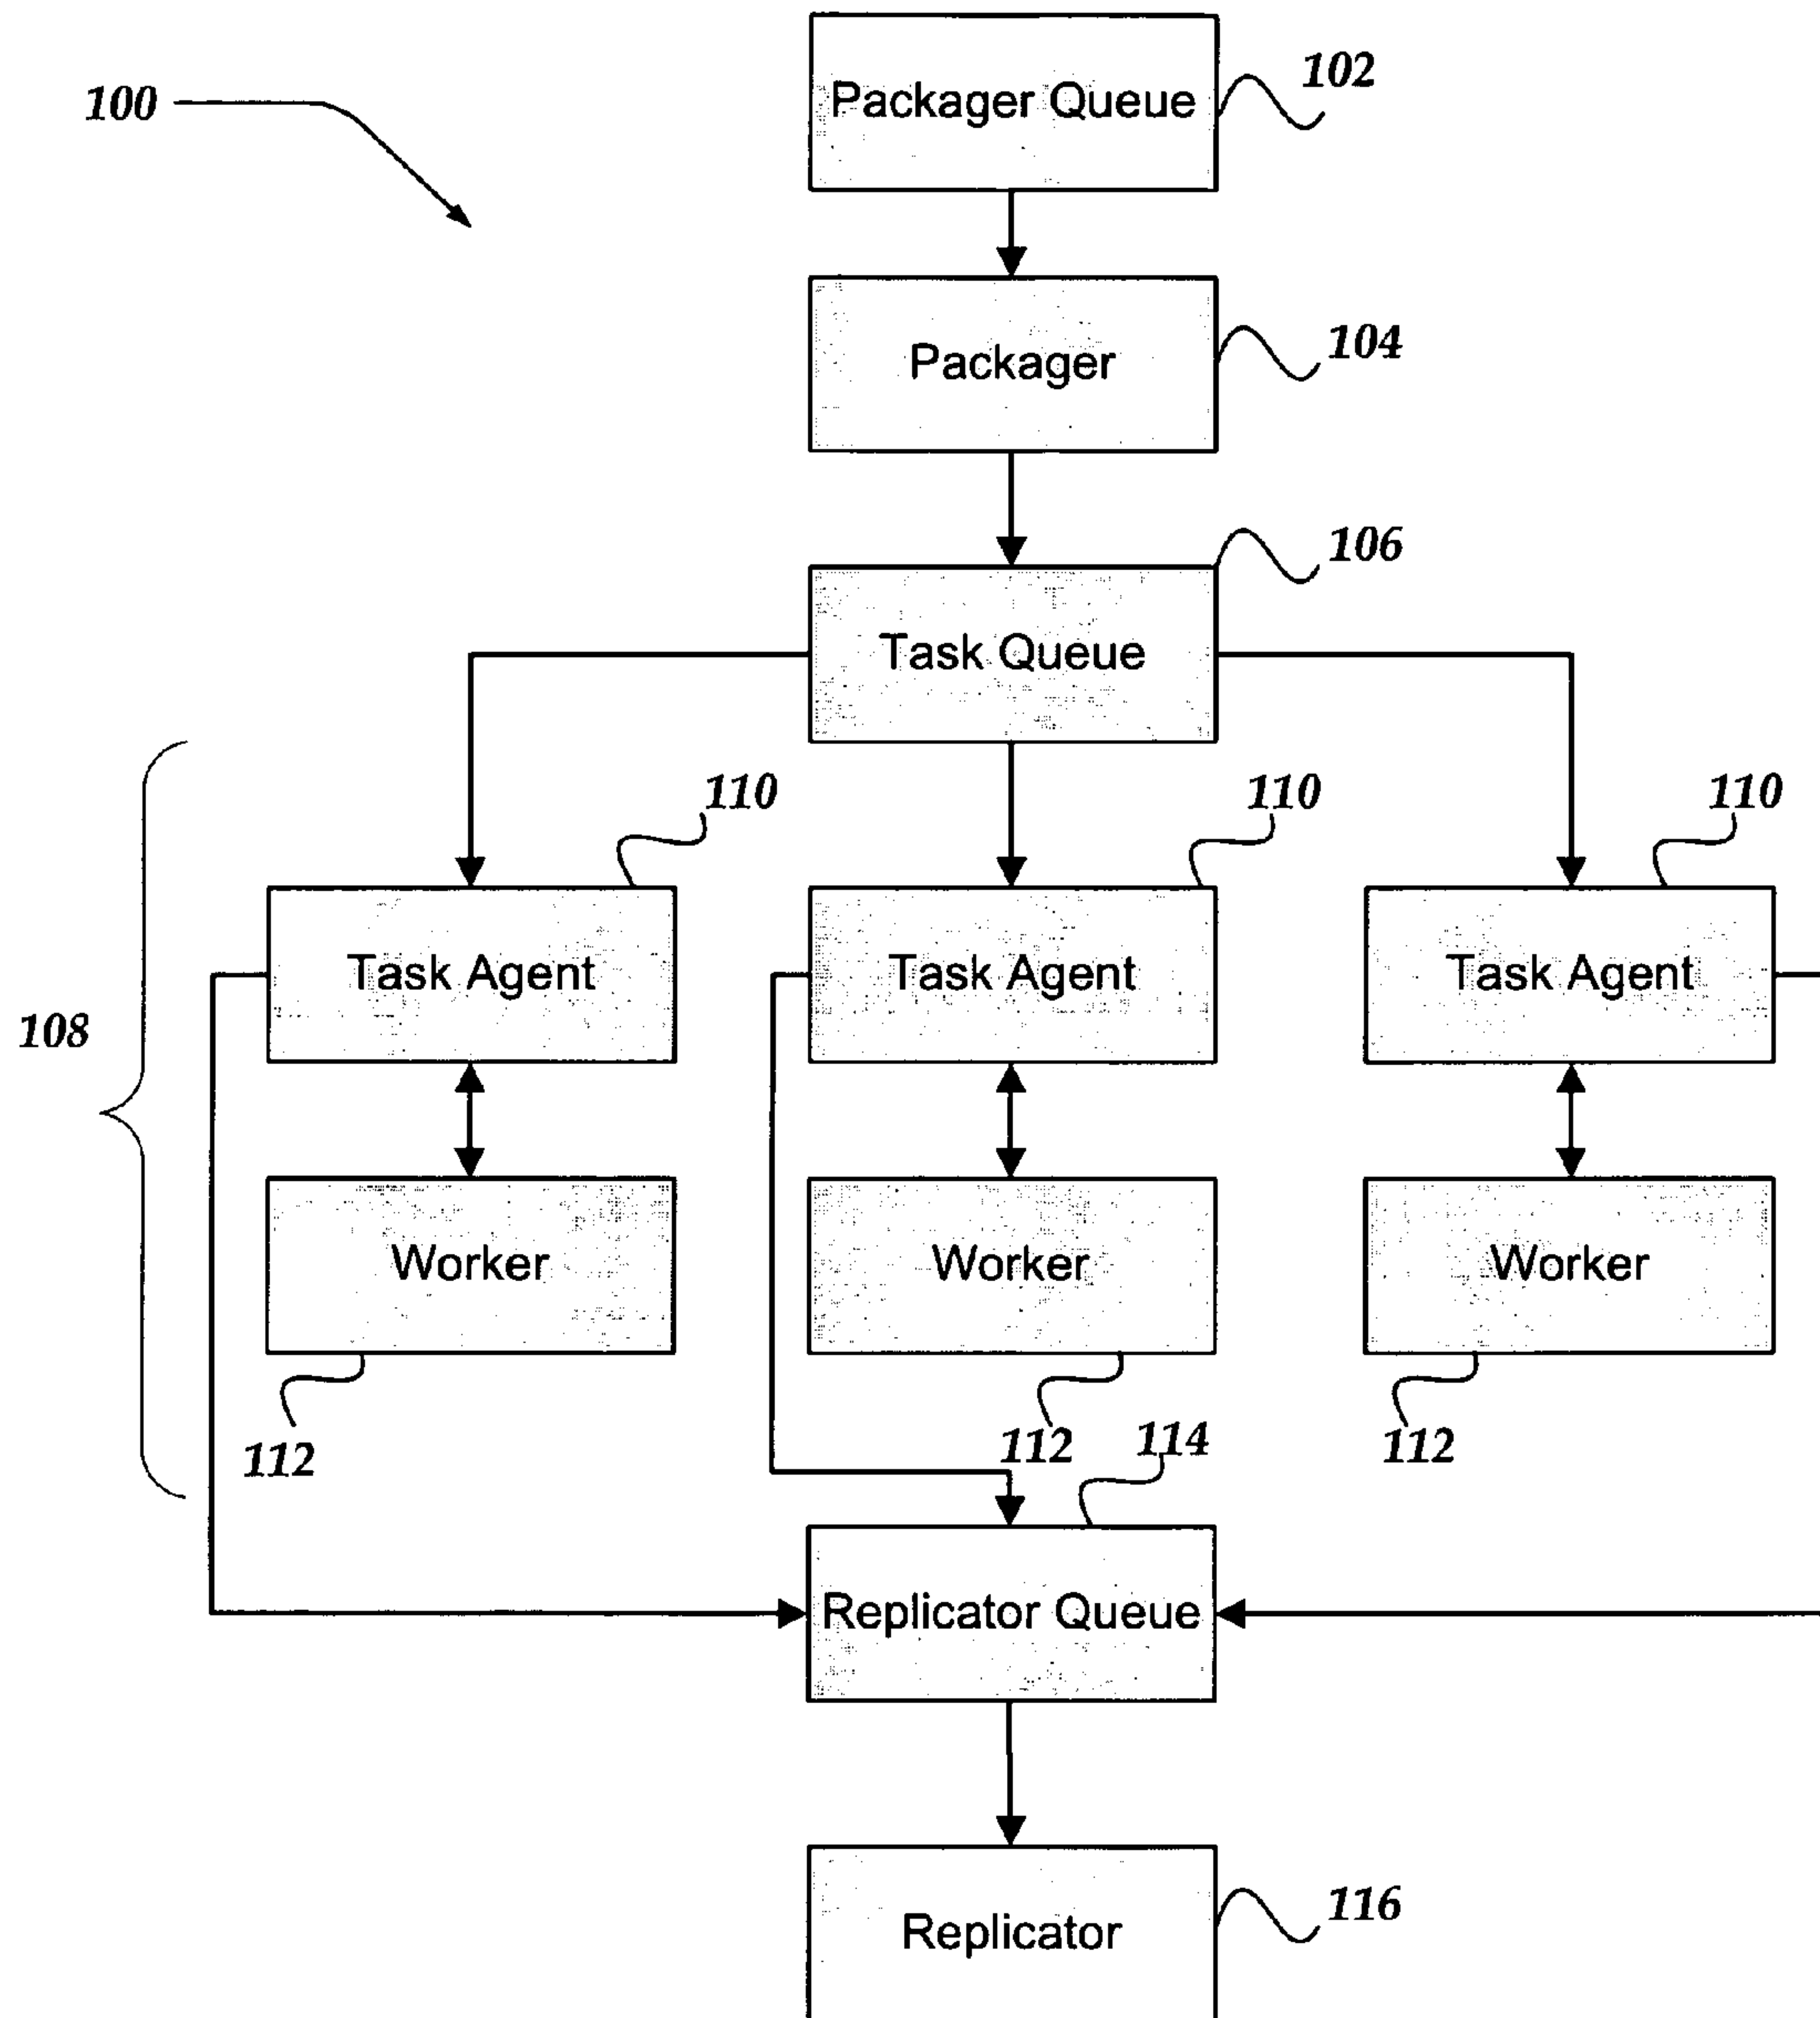 100
Packager Queue
102
Packager
104
106
Task Queue
110
110
110
Task Agent
Task Agent
Task Agent
108
Worker
Worker
Worker
112
112
114
112
Replicator Queue
Replicator
116